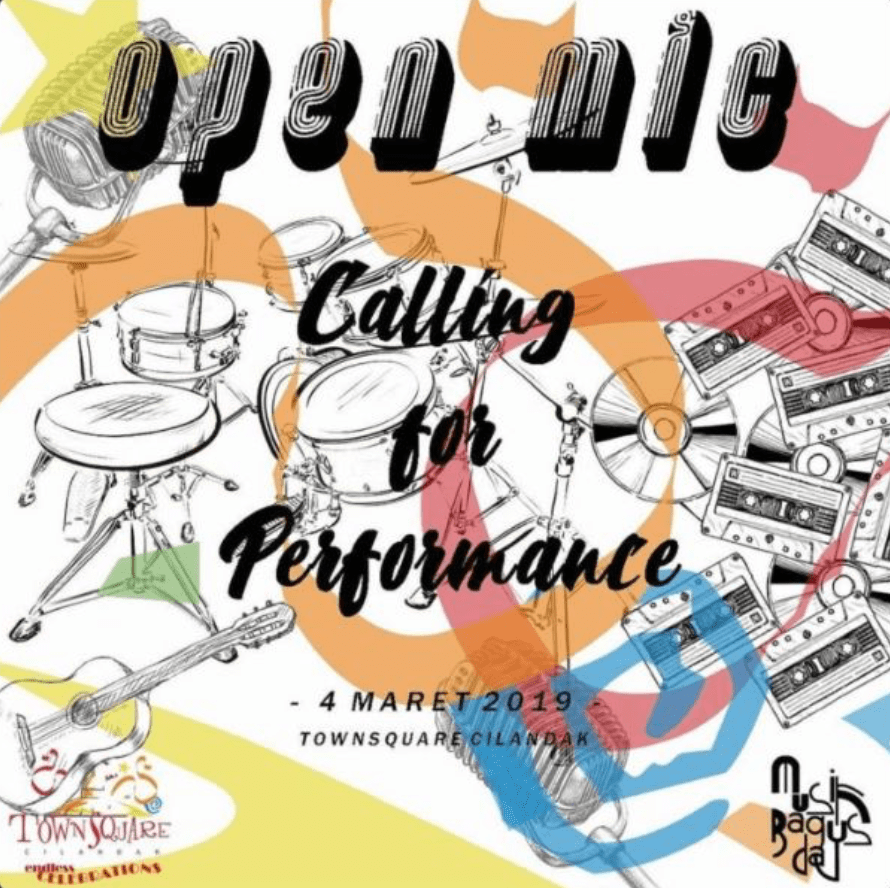 open mic
Calling
for
Performance
- 4 MARET 2019 -
TOWNSQUARE CILANDAK
TOWNSQUARE
CILANDAK
endless
CELEBRATIONS
Musik
Bagus
day